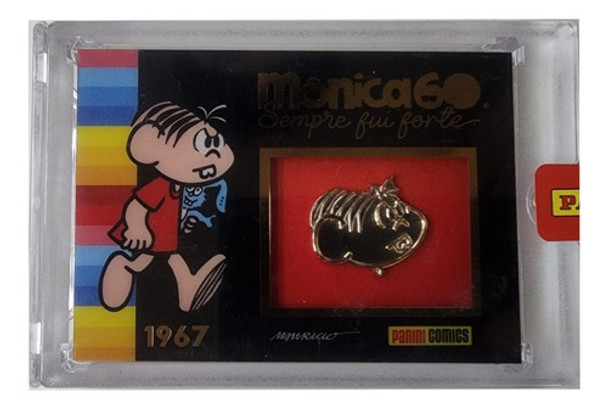 Mônica60®
Sempre fui forte
PA
1967
MAURICIO
PANINI COMICS